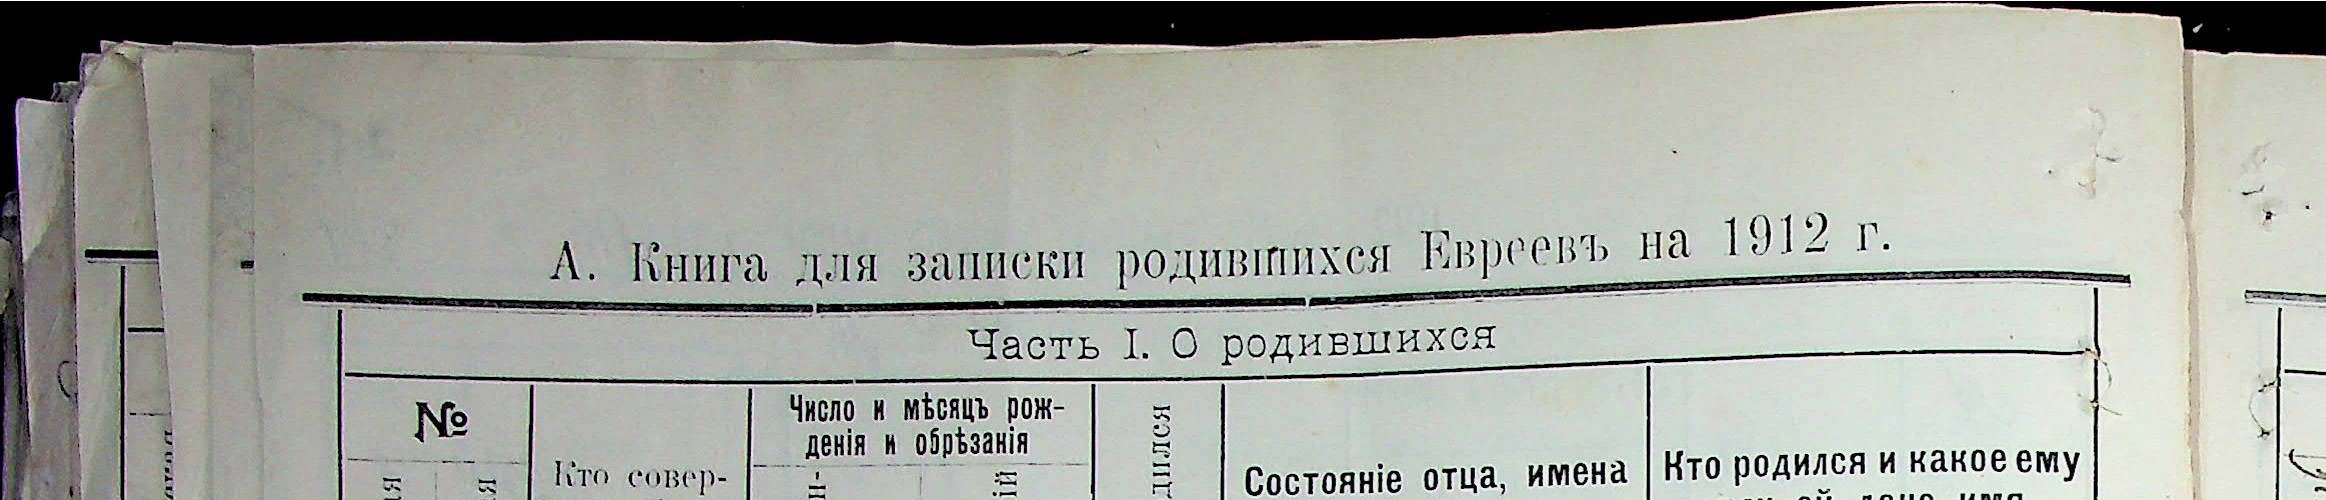 А. Книга для записки родившихся Евреевъ на 1912 г.
Часть I. О родившихся
№
Число и мѣсяцъ рож-
денія и обрѣзанія
Кто совер-
Состояніе отца, имена
Кто родился и какое ему